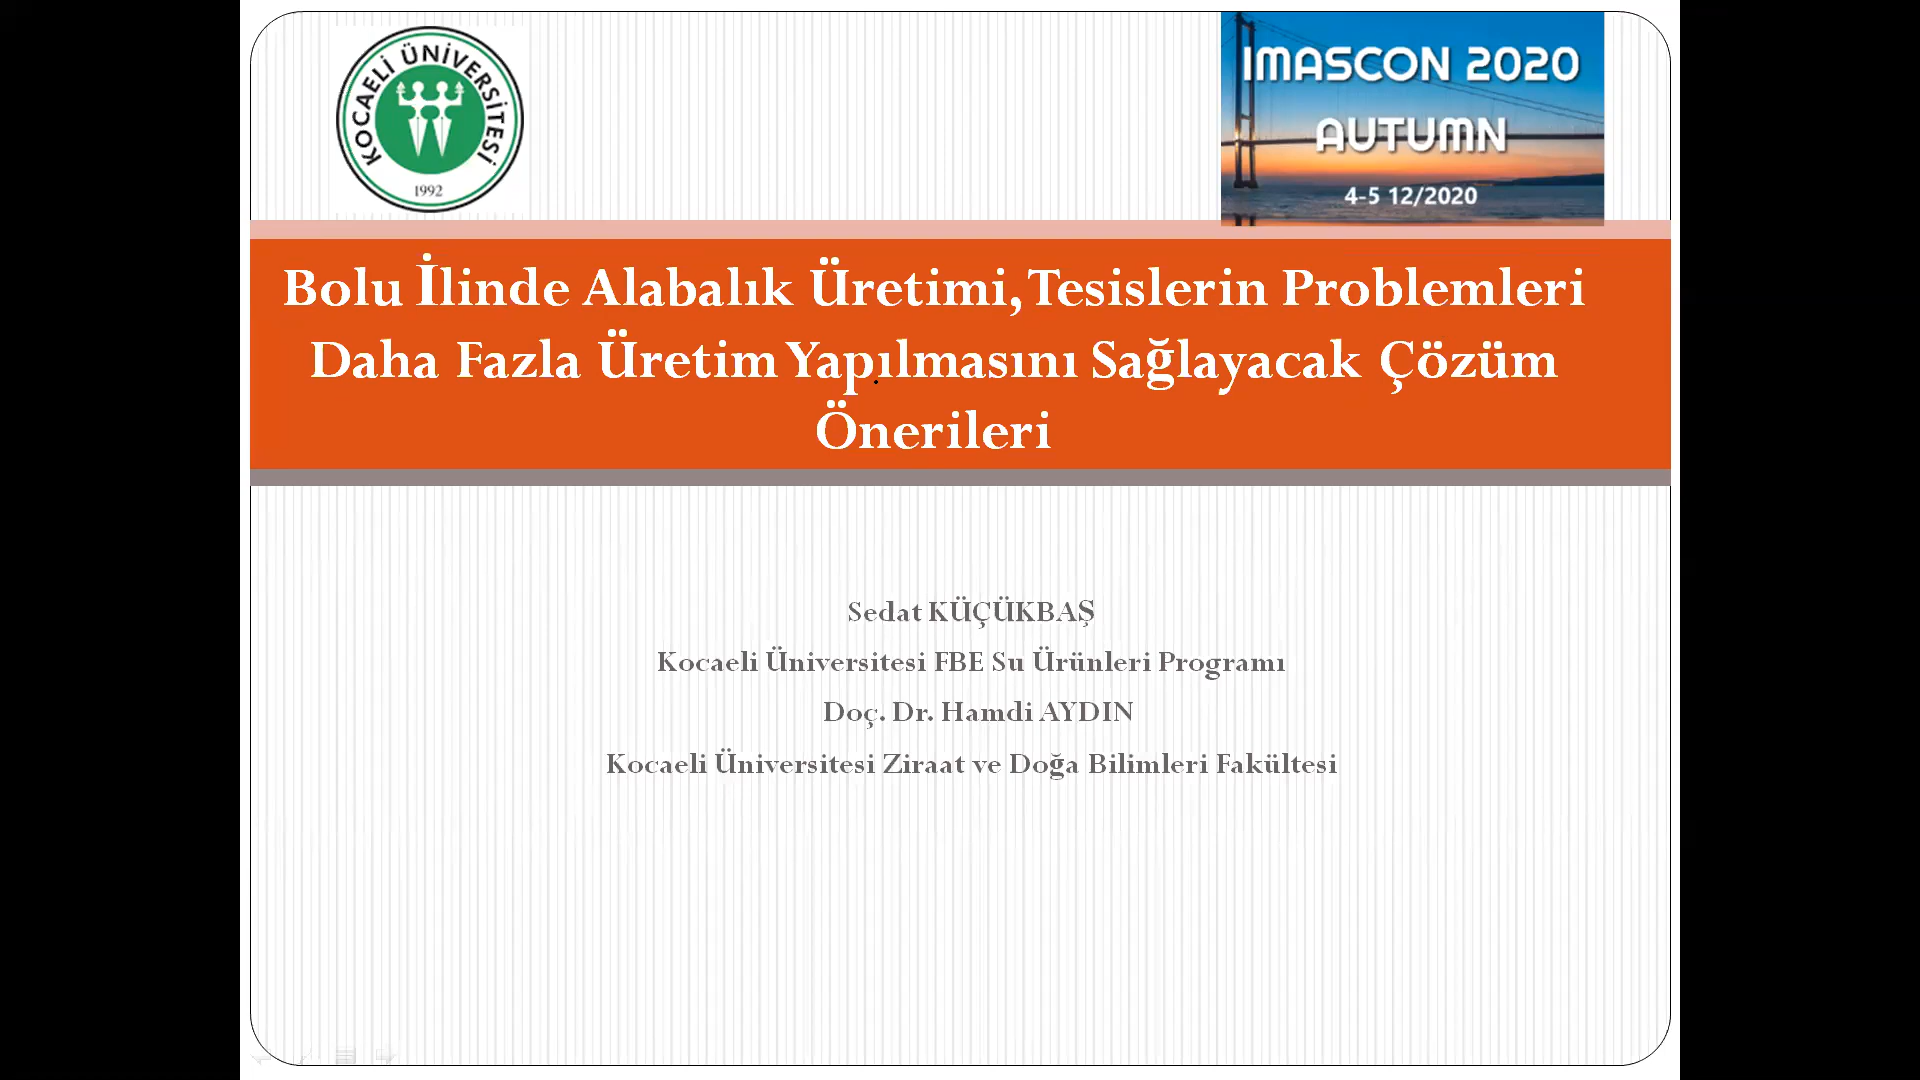 KOCAELİ ÜNİVERSİTESİ
1992
IMASCON 2020
AUTUMN
4-5 12/2020
Bolu İlinde Alabalık Üretimi,Tesislerin Problemleri
Daha Fazla Üretim Yapılmasını Sağlayacak Çözüm
Önerileri
Sedat KÜÇÜKBAŞ
Kocaeli Üniversitesi FBE Su Ürünleri Programı
Doç. Dr. Hamdi AYDIN
Kocaeli Üniversitesi Ziraat ve Doğa Bilimleri Fakültesi